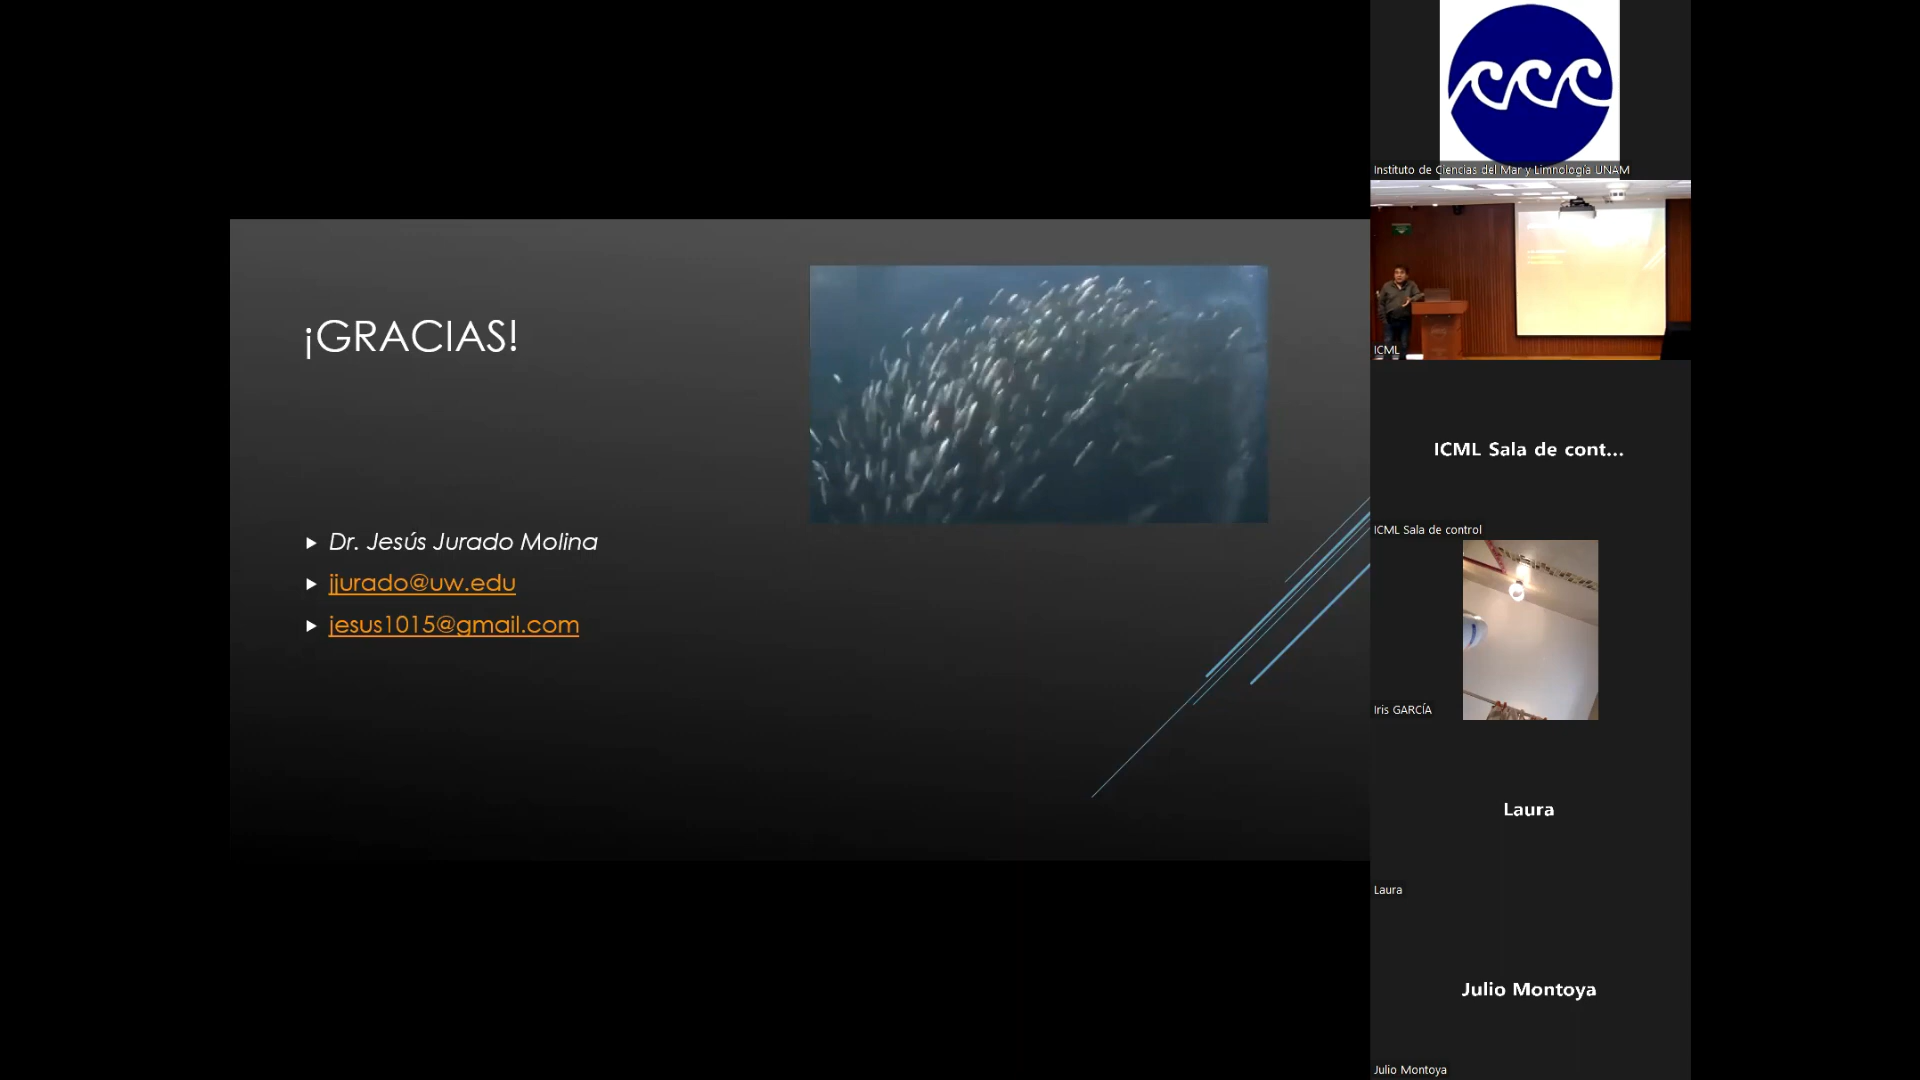 ¡GRACIAS!
Dr. Jesús Jurado Molina
jjurado@uw.edu
jesus1015@gmail.com
Instituto de Ciencias del Mar y Limnología UNAM
ICML
ICML Sala de cont...
ICML Sala de control
Iris GARCÍA
Laura
Laura
Julio Montoya
Julio Montoya